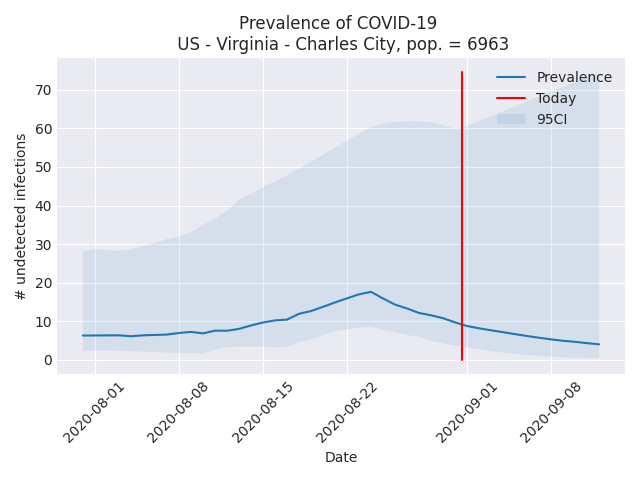 Prevalence of COVID-19
US - Virginia - Charles City, pop. = 6963
# undetected infections
70
60
50
40
30
20
10
0
Prevalence
Today
95CI
2020-08-01
2020-08-08
2020-08-15
2020-08-22
2020-09-01
2020-09-08
Date